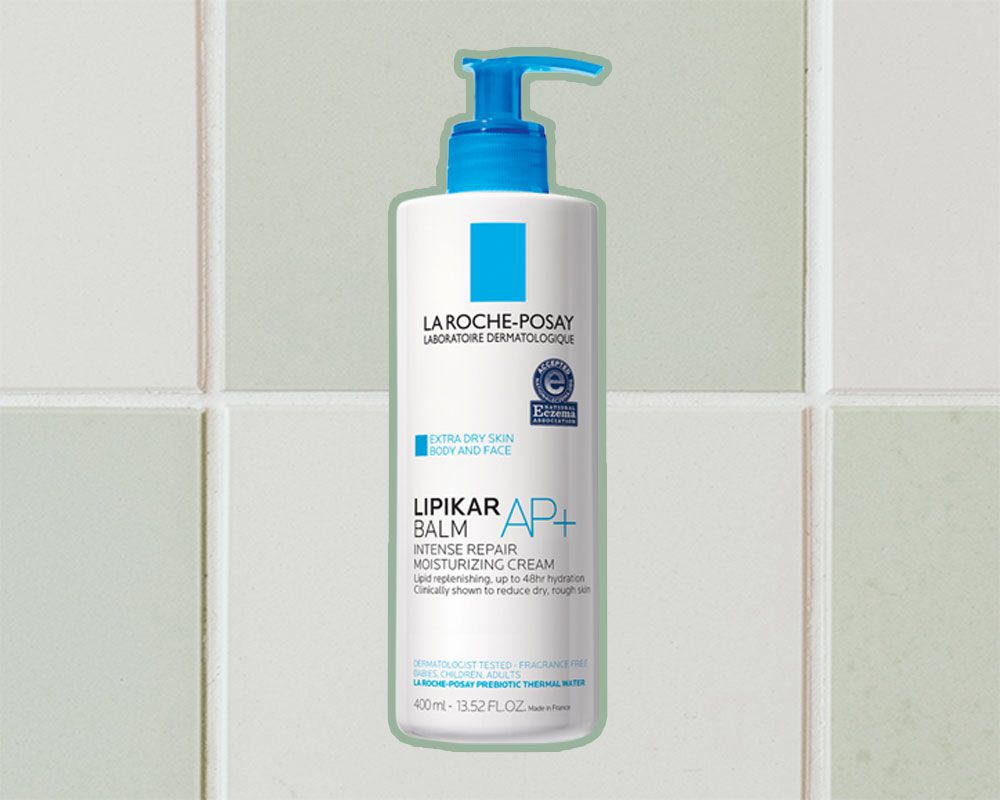 LA ROCHE-POSAY
LABORATOIRE DERMATOLOGIQUE
ACCEPTED
e
NATIONAL
Eczema
ASSOCIATION
EXTRA DRY SKIN
BODY AND FACE
LIPIKAR
BALM AP+
INTENSE REPAIR
MOISTURIZING CREAM
Lipid replenishing, up to 48hr hydration
Clinically shown to reduce dry, rough skin
DERMATOLOGIST TESTED - FRAGRANCE FREE
BABIES, CHILDREN, ADULTS
LA ROCHE-POSAY PREBIOTIC THERMAL WATER
400 ml - 13.52 FL.OZ. Made in France